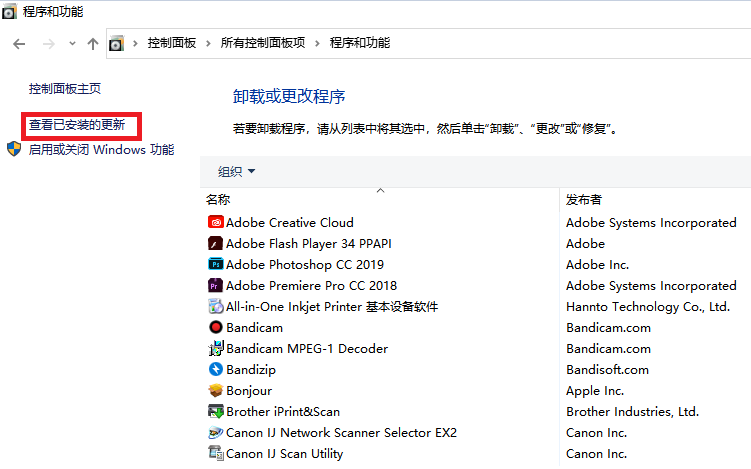 程序和功能
控制面板 › 所有控制面板项 › 程序和功能
控制面板主页
查看已安装的更新
启用或关闭 Windows 功能
卸载或更改程序
若要卸载程序，请从列表中将其选中，然后单击“卸载”、“更改”或“修复”。
组织
名称 发布者
Adobe Creative Cloud Adobe Systems Incorporated
Adobe Flash Player 34 PPAPI Adobe
Adobe Photoshop CC 2019 Adobe Inc.
Adobe Premiere Pro CC 2018 Adobe Systems Incorporated
All-in-One Inkjet Printer 基本设备软件 Hannto Technology Co., Ltd.
Bandicam Bandicam.com
Bandicam MPEG-1 Decoder Bandicam.com
Bandizip Bandisoft.com
Bonjour Apple Inc.
Brother iPrint&Scan Brother Industries, Ltd.
Canon IJ Network Scanner Selector EX2 Canon Inc.
Canon IJ Scan Utility Canon Inc.